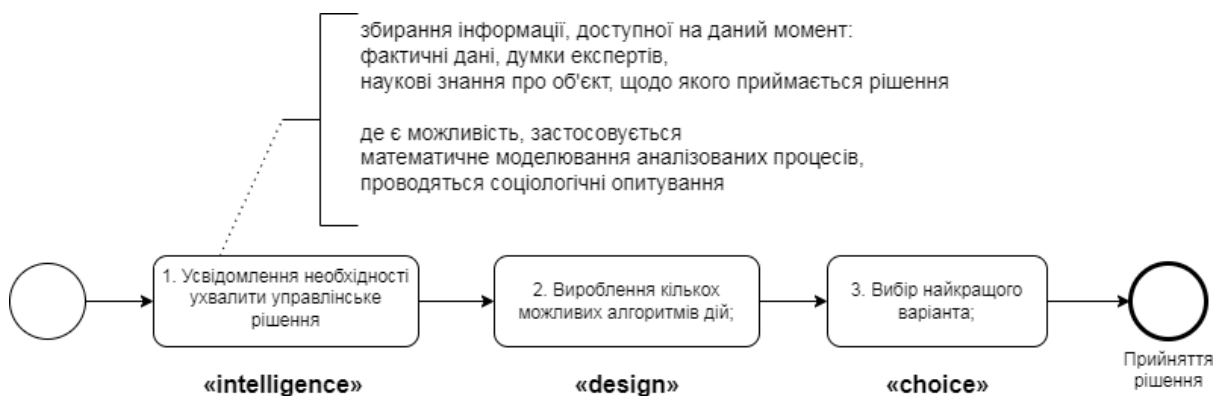 збирання інформації, доступної на даний момент:
фактичні дані, думки експертів,
наукові знання про об'єкт, щодо якого приймається рішення
де є можливість, застосовується
математичне моделювання аналізованих процесів,
проводяться соціологічні опитування
1. Усвідомлення необхідності
ухвалити управлінське
рішення
2. Вироблення кількох
можливих алгоритмів дій;
3. Вибір найкращого
варіанта;
Прийняття
рішення
«intelligence»
«design»
«choice»